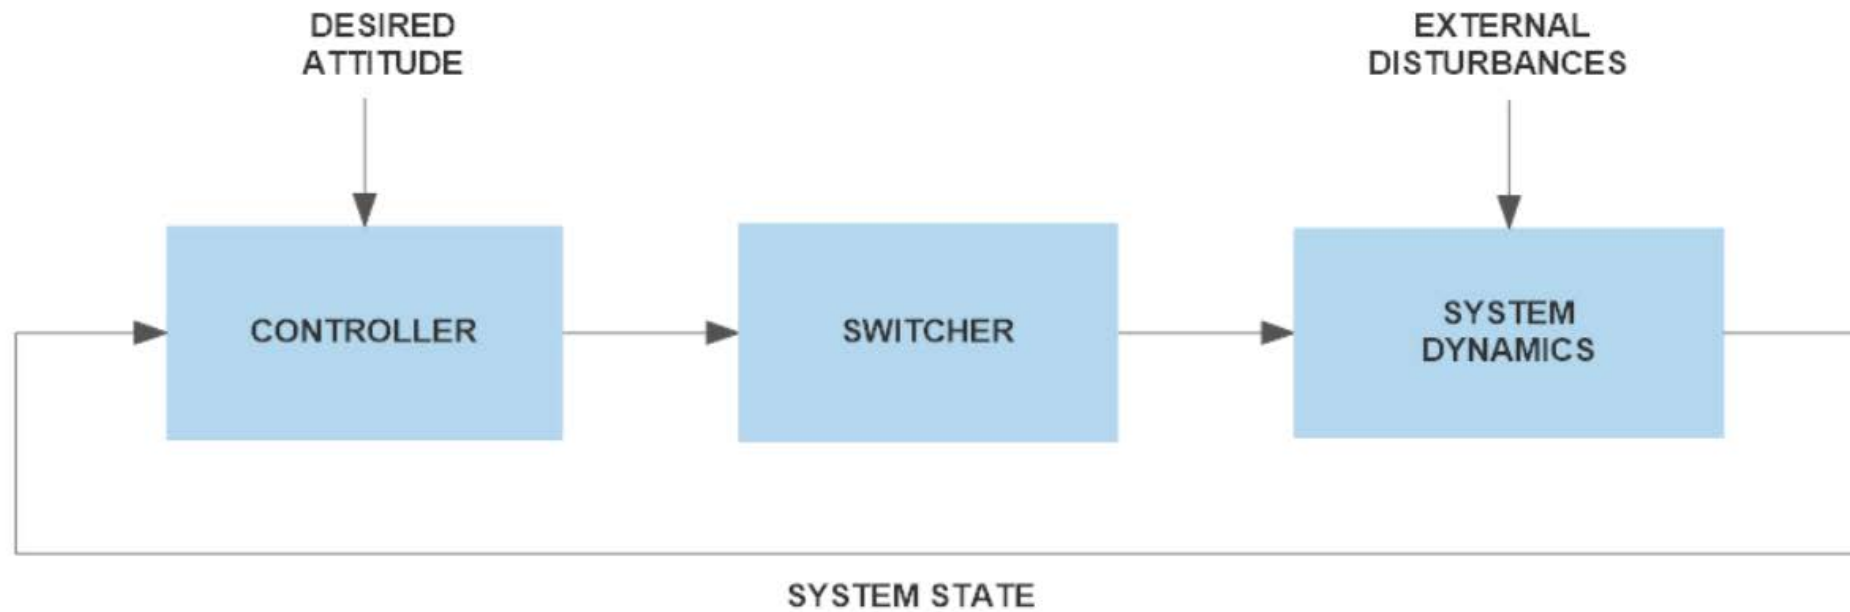 DESIRED
ATTITUDE
EXTERNAL
DISTURBANCES
CONTROLLER
SWITCHER
SYSTEM
DYNAMICS
SYSTEM STATE